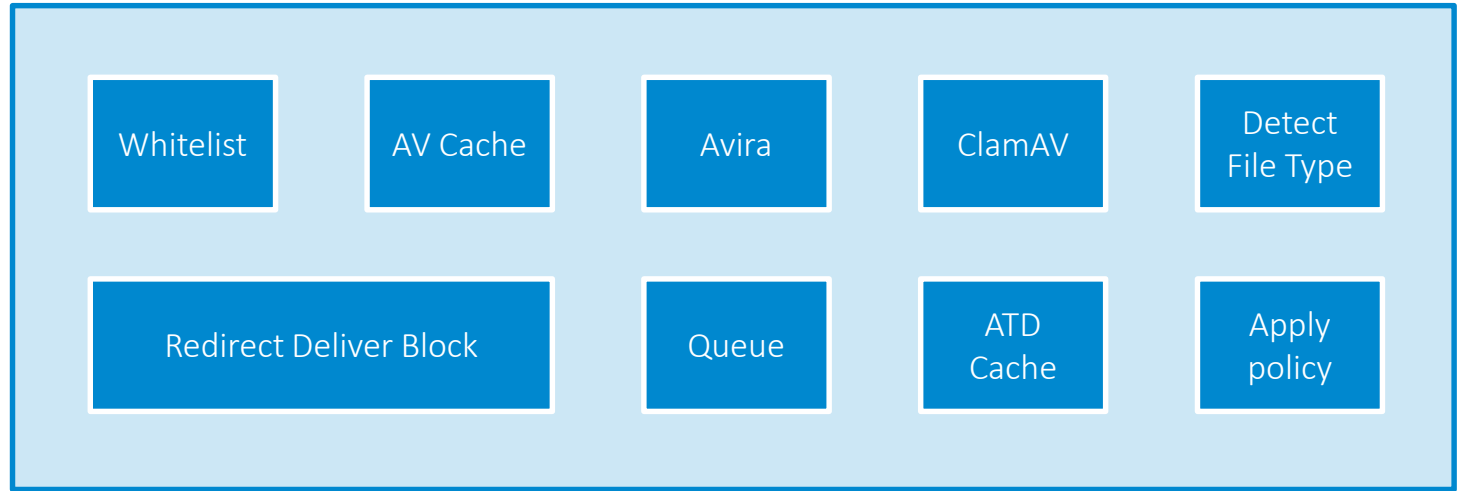 Whitelist
AV Cache
Avira
ClamAV
Detect
File Type
Redirect Deliver Block
Queue
ATD
Cache
Apply
policy